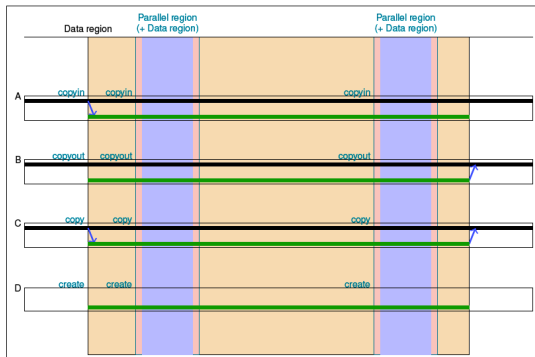 Parallel region
(+ Data region)
Parallel region
(+ Data region)
Data region
A
copyin copyin copyin
B
copyout copyout copyout
C
copy copy copy
D
create create create